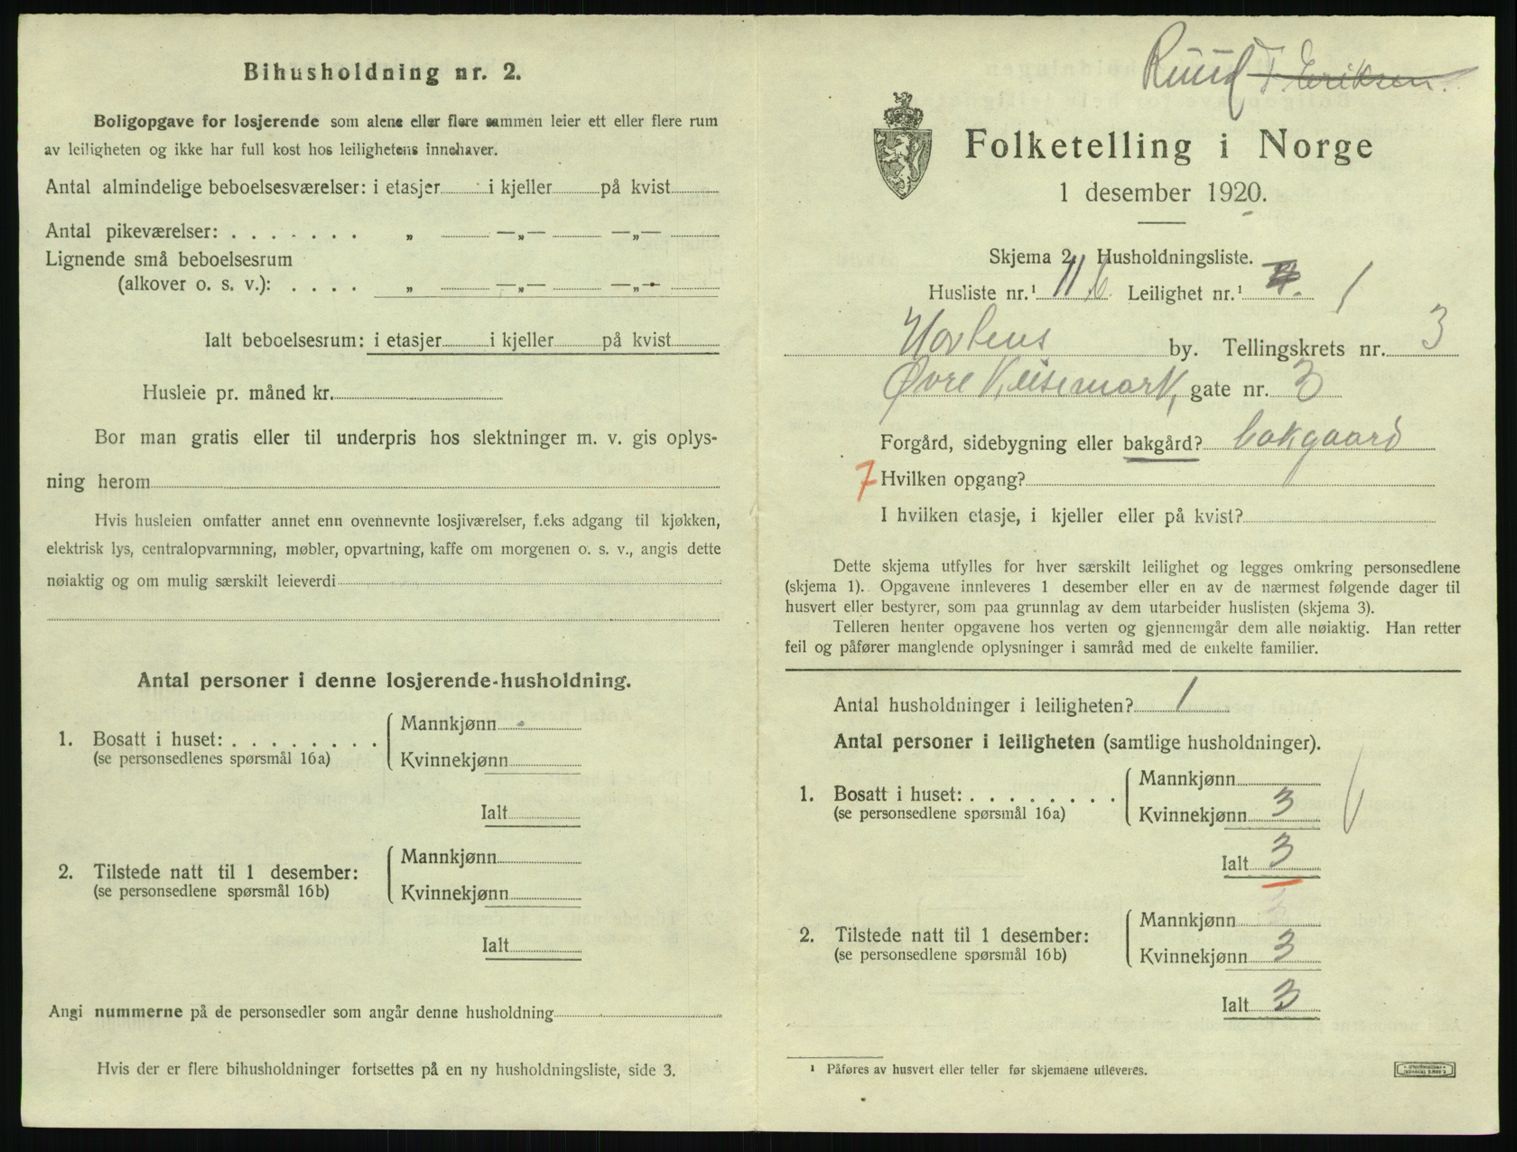 Bihusholdning nr. 2.
Boligopgave for losjerende som alene eller flere sammen leier ett eller flere rum
av leiligheten og ikke har full kost hos leilighetens innehaver.
Antal almindelige beboelsesværelser: i etasjer i kjeller på kvist
Antal pikeværelser: . . . . . . . „ —„— —„—
Lignende små beboelsesrum
(alkover o. s. v.): . . . . „ —„— —„—
Ialt beboelsesrum: i etasjer i kjeller på kvist
Husleie pr. måned kr.
Bor man gratis eller til underpris hos slektninger m. v. gis oplys-
ning herom
Hvis husleien omfatter annet enn ovennevnte losjiværelser, f.eks adgang til kjøkken,
elektrisk lys, centralopvarmning, møbler, opvartning, kaffe om morgenen o. s. v., angis dette
nøiaktig og om mulig særskilt leieverdi
Antal personer i denne losjerende-husholdning.
1. Bosatt i huset: . . . . . . . .
(se personsedlenes spørsmål 16a)
Mannkjønn
Kvinnekjønn
Ialt
2. Tilstede natt til 1 desember:
(se personsedlene spørsmål 16b)
Mannkjønn
Kvinnekjønn
Ialt
Angi nummerne på de personsedler som angår denne husholdning
Hvis der er flere bihusholdninger fortsettes på en ny husholdningsliste, side 3.
Ruud T. Eriksen.
Folketelling i Norge
1 desember 1920.
Skjema 2. Husholdningsliste.
Husliste nr.¹ 11 b. Leilighet nr.¹ 1
Hortens by. Tellingskrets nr. 3
Øvre Keisemark, gate nr. 3
Forgård, sidebygning eller bakgård? bakgaard
7 Hvilken opgang?
I hvilken etasje, i kjeller eller på kvist?
Dette skjema utfylles for hver særskilt leilighet og legges omkring personsedlene
(skjema 1). Opgavene innleveres 1 desember eller en av de nærmest følgende dager til
husvert eller bestyrer, som paa grunnlag av dem utarbeider huslisten (skjema 3).
Telleren henter opgavene hos verten og gjennemgår dem alle nøiaktig. Han retter
feil og påfører manglende oplysninger i samråd med de enkelte familier.
Antal husholdninger i leiligheten? 1
Antal personer i leiligheten (samtlige husholdninger).
1. Bosatt i huset: . . . . . . . .
(se personsedlene spørsmål 16a)
Mannkjønn
Kvinnekjønn 3
Ialt 3
2. Tilstede natt til 1 desember:
(se personsedlene spørsmål 16b)
Mannkjønn
Kvinnekjønn 3
Ialt 3
¹ Påføres av husvert eller teller før skjemaene utleveres.